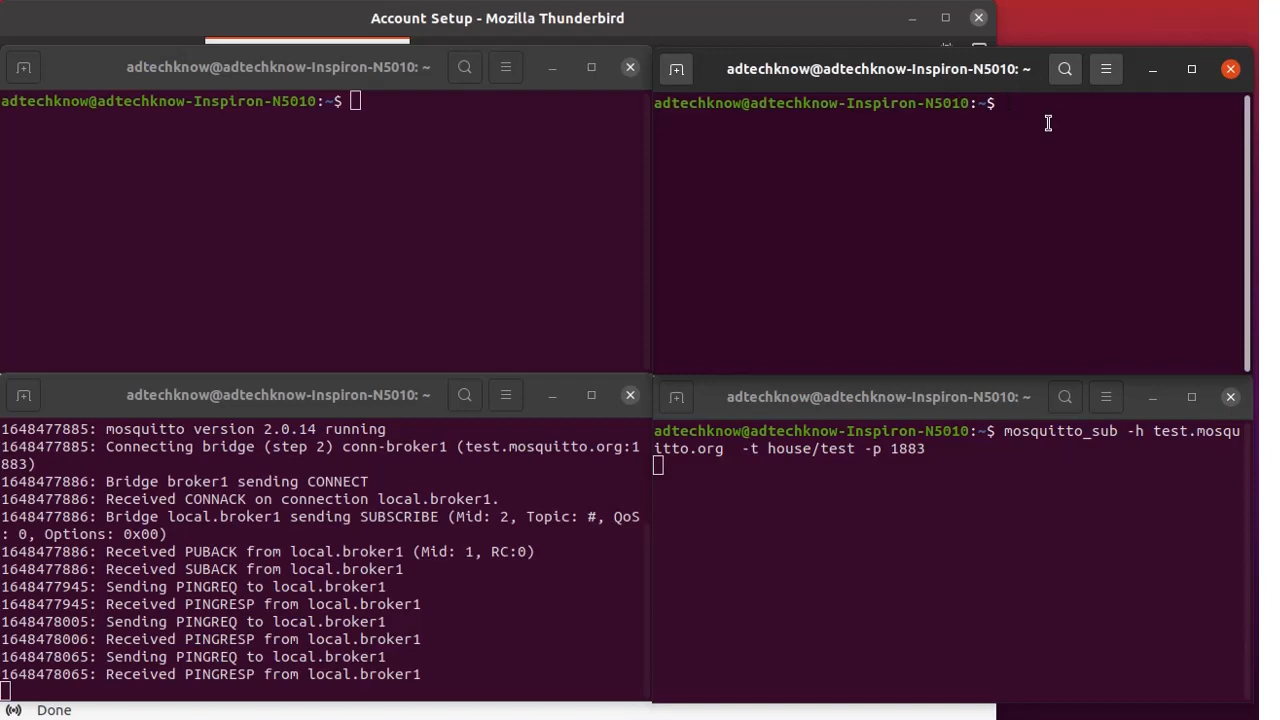 Account Setup - Mozilla Thunderbird
adtechknow@adtechknow-Inspiron-N5010: ~
adtechknow@adtechknow-Inspiron-N5010:~$
adtechknow@adtechknow-Inspiron-N5010: ~
adtechknow@adtechknow-Inspiron-N5010:~$
adtechknow@adtechknow-Inspiron-N5010: ~
1648477885: mosquitto version 2.0.14 running
1648477885: Connecting bridge (step 2) conn-broker1 (test.mosquitto.org:1
883)
1648477886: Bridge broker1 sending CONNECT
1648477886: Received CONNACK on connection local.broker1.
1648477886: Bridge local.broker1 sending SUBSCRIBE (Mid: 2, Topic: #, QoS
: 0, Options: 0x00)
1648477886: Received PUBACK from local.broker1 (Mid: 1, RC:0)
1648477886: Received SUBACK from local.broker1
1648477945: Sending PINGREQ to local.broker1
1648477945: Received PINGRESP from local.broker1
1648478005: Sending PINGREQ to local.broker1
1648478006: Received PINGRESP from local.broker1
1648478065: Sending PINGREQ to local.broker1
1648478065: Received PINGRESP from local.broker1
adtechknow@adtechknow-Inspiron-N5010: ~
adtechknow@adtechknow-Inspiron-N5010:~$ mosquitto_sub -h test.mosqu
itto.org  -t house/test -p 1883
Done